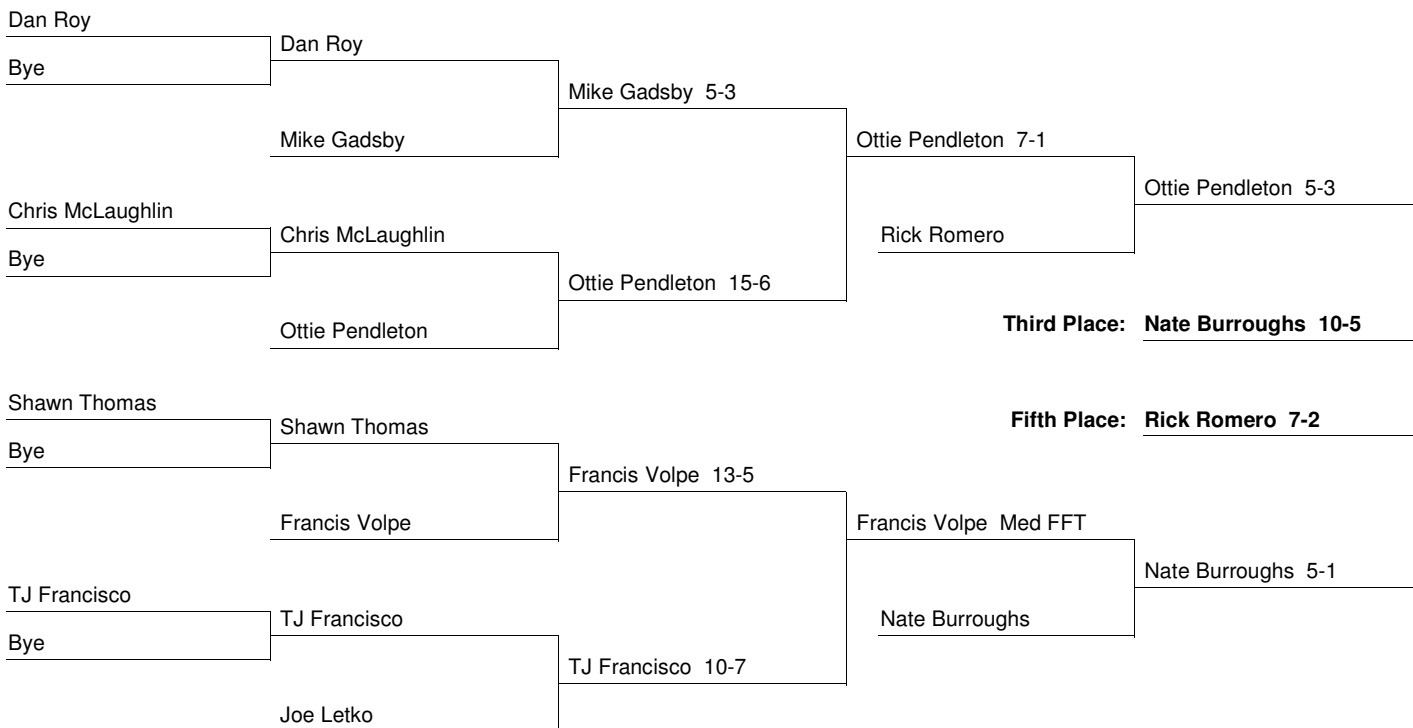 Dan Roy
Dan Roy
Bye
Mike Gadsby 5-3
Mike Gadsby
Ottie Pendleton 7-1
Ottie Pendleton 5-3
Chris McLaughlin
Chris McLaughlin
Rick Romero
Bye
Ottie Pendleton 15-6
Ottie Pendleton
Third Place: Nate Burroughs 10-5
Shawn Thomas
Shawn Thomas
Fifth Place: Rick Romero 7-2
Bye
Francis Volpe 13-5
Francis Volpe
Francis Volpe Med FFT
Nate Burroughs 5-1
TJ Francisco
TJ Francisco
Nate Burroughs
Bye
TJ Francisco 10-7
Joe Letko